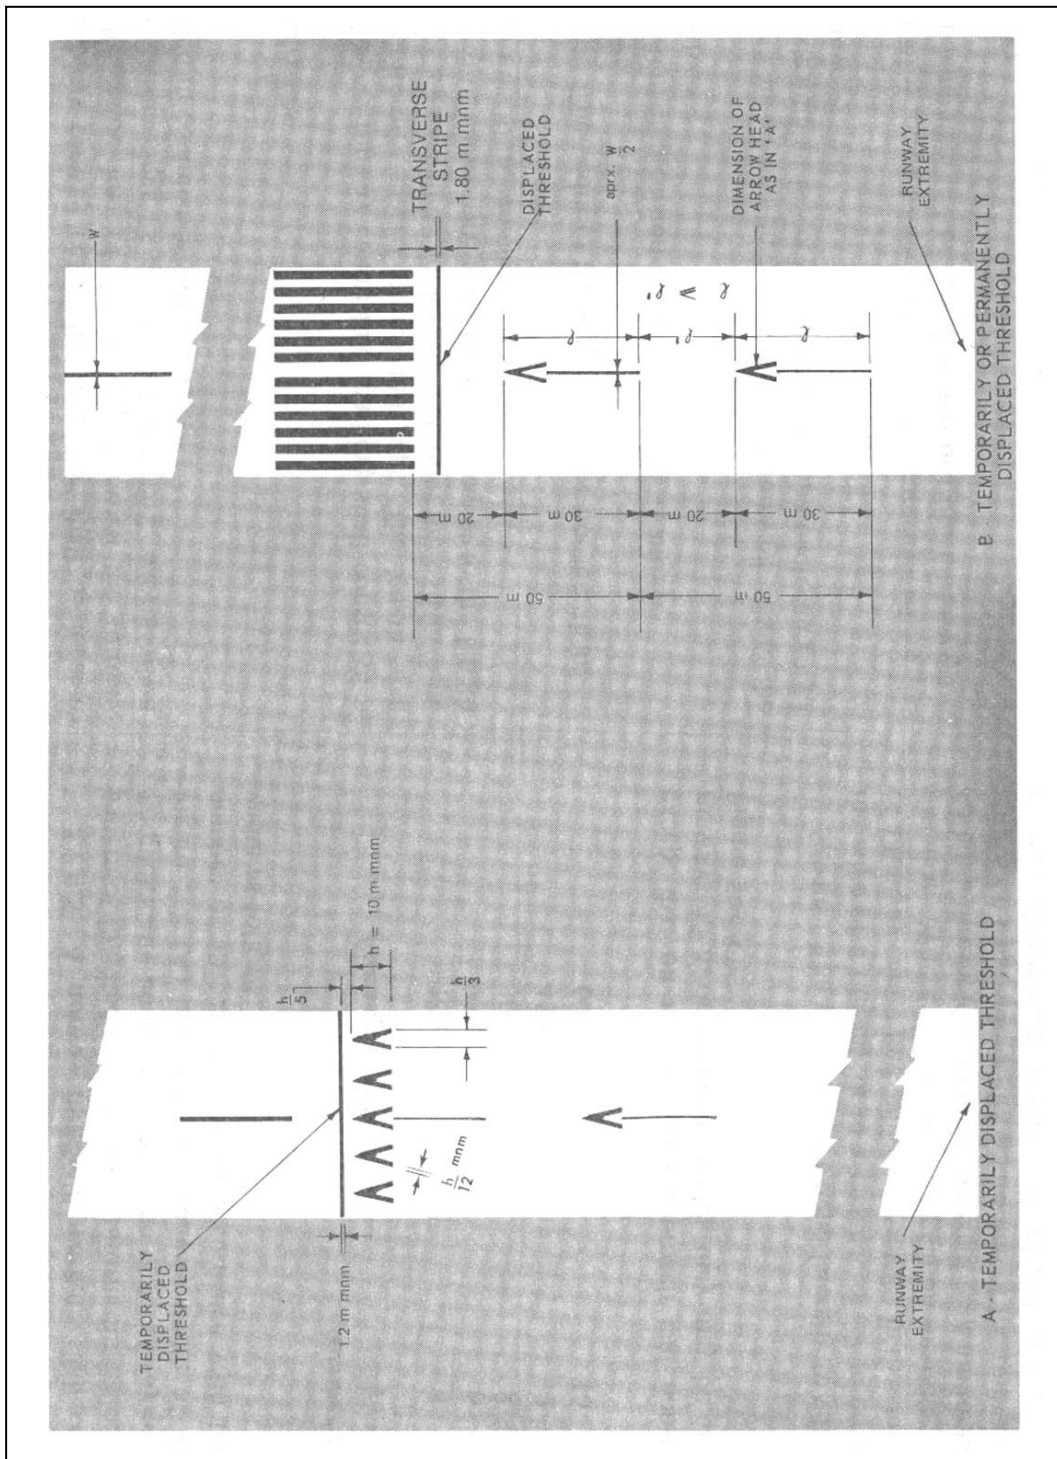 W
TRANSVERSE
STRIPE
1.80 m mnm
DISPLACED
THRESHOLD
aprx. W/2
DIMENSION OF
ARROW HEAD
AS IN 'A'
RUNWAY
EXTREMITY
ℓ ⩾ ℓ'
ℓ
ℓ'
ℓ
20 m
30 m
20 m
30 m
50 m
50 m
B TEMPORARILY OR PERMANENTLY
DISPLACED THRESHOLD
h/5
h = 10 m mnm
h/3
h/12 mnm
TEMPORARILY
DISPLACED
THRESHOLD
1.2 m mnm
RUNWAY
EXTREMITY
A - TEMPORARILY DISPLACED THRESHOLD